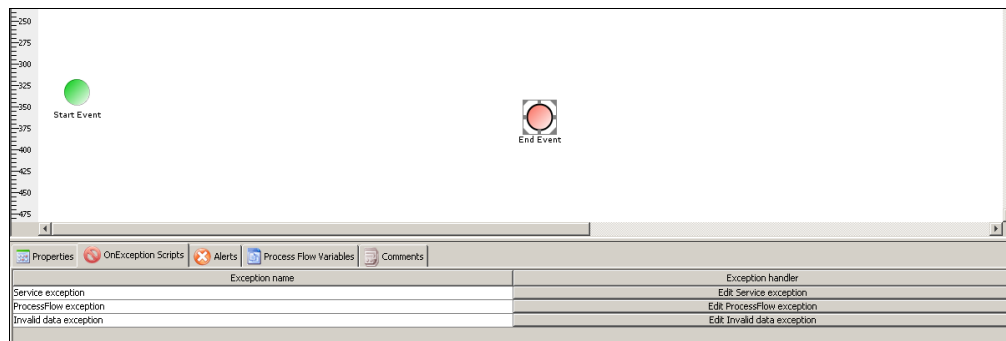 250
275
300
325
350
Start Event
375
End Event
400
425
450
475
Properties OnException Scripts Alerts Process Flow Variables Comments
Exception name Exception handler
Service exception Edit Service exception
ProcessFlow exception Edit ProcessFlow exception
Invalid data exception Edit Invalid data exception